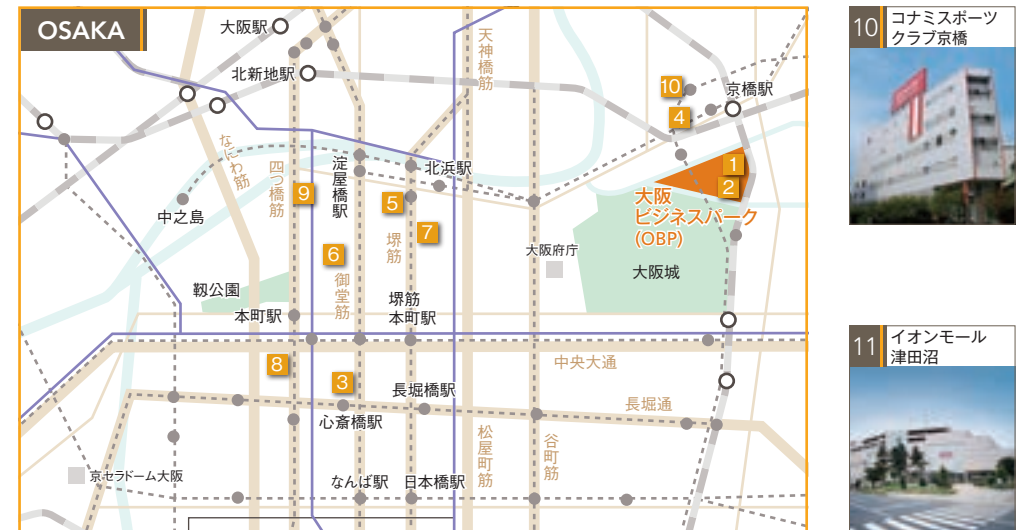 OSAKA
大阪駅
北新地駅
天神橋筋
京橋駅
10
4
1
2
なにわ筋
四つ橋筋
淀屋橋駅
北浜駅
9
5
7
6
中之島
堺筋
御堂筋
大阪
ビジネスパーク
(OBP)
大阪府庁
大阪城
靱公園
本町駅
堺筋
本町駅
中央大通
8
3
長堀橋駅
長堀通
心斎橋駅
松屋町筋
谷町筋
京セラドーム大阪
なんば駅
日本橋駅
10
コナミスポーツ
クラブ京橋
11
イオンモール
津田沼